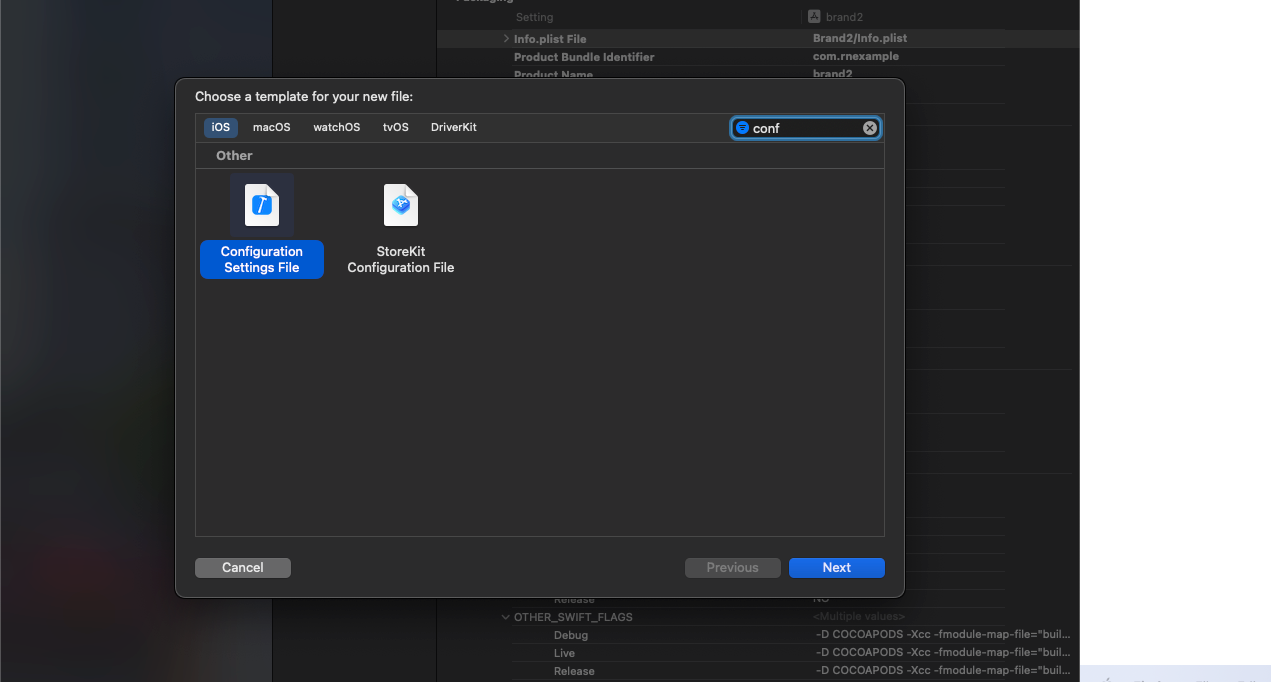 Packaging
Setting
brand2
Info.plist File
Brand2/Info.plist
Product Bundle Identifier
com.rnexample
Product Name
brand2
Choose a template for your new file:
iOS
macOS
watchOS
tvOS
DriverKit
conf
Other
Configuration
Settings File
StoreKit
Configuration File
Cancel
Previous
Next
Release
NO
OTHER_SWIFT_FLAGS
<Multiple values>
Debug
-D COCOAPODS -Xcc -fmodule-map-file="buil...
Live
-D COCOAPODS -Xcc -fmodule-map-file="buil...
Release
-D COCOAPODS -Xcc -fmodule-map-file="buil...